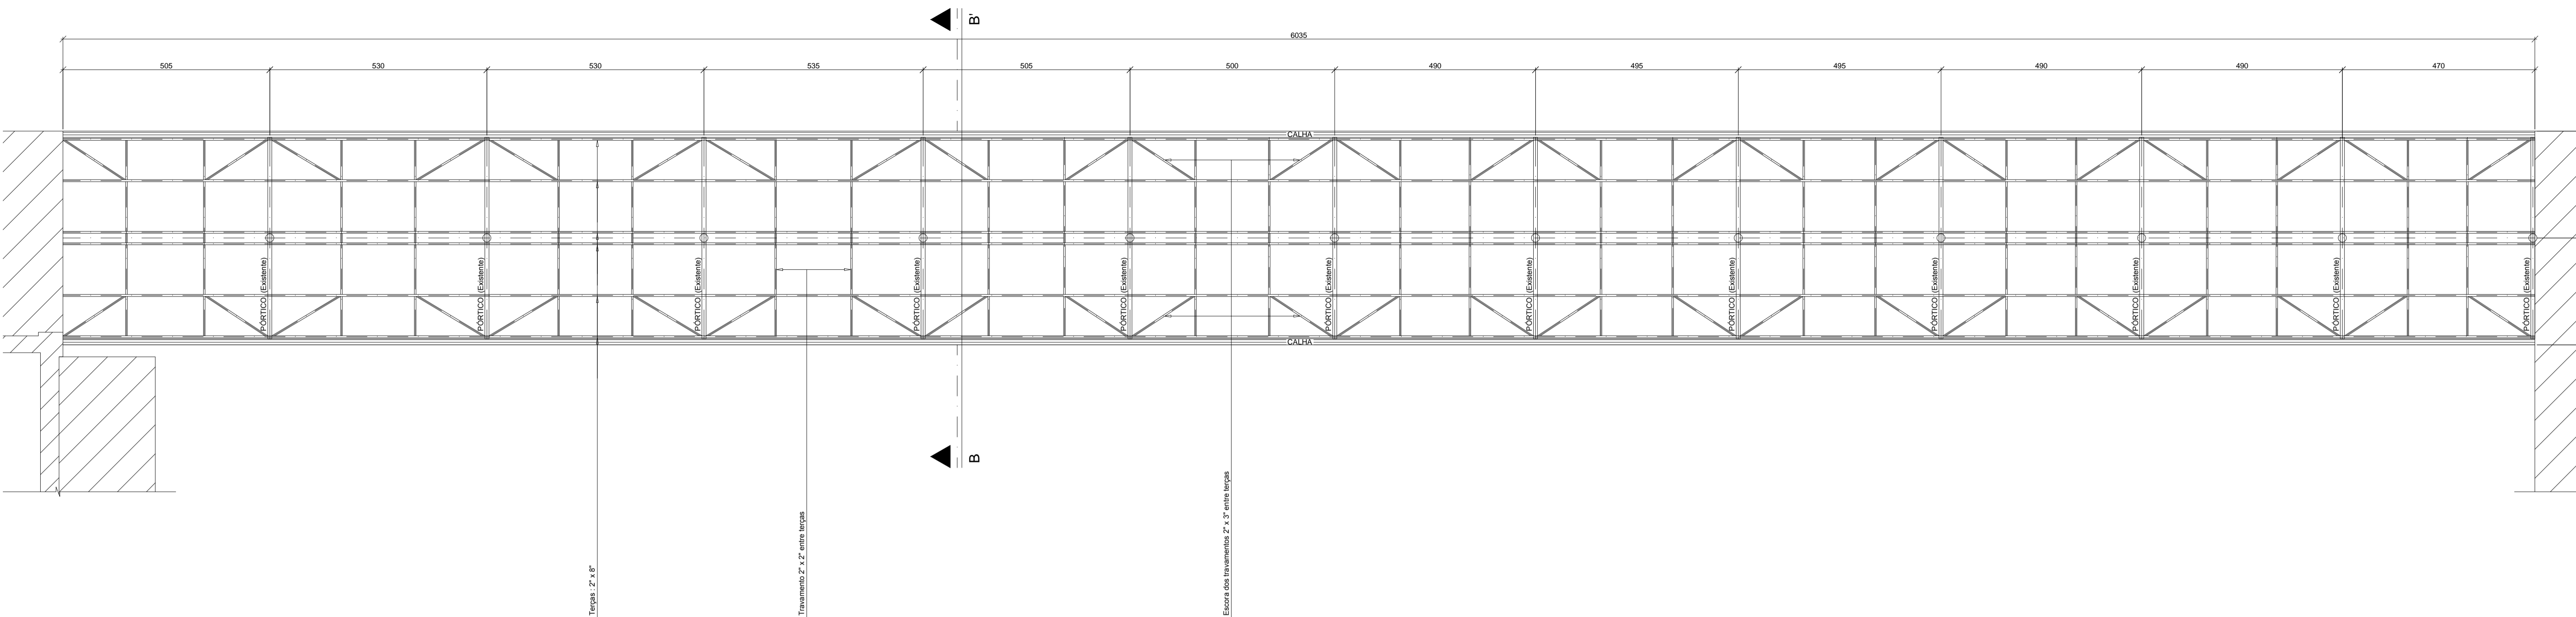 B'
6035
505
530
530
535
505
500
490
495
495
490
490
470
CALHA
PÓRTICO (Existente)
PÓRTICO (Existente)
PÓRTICO (Existente)
PÓRTICO (Existente)
PÓRTICO (Existente)
PÓRTICO (Existente)
PÓRTICO (Existente)
PÓRTICO (Existente)
PÓRTICO (Existente)
PÓRTICO (Existente)
PÓRTICO (Existente)
PÓRTICO (Existente)
CALHA
B
Terças : 2" x 8"
Travamento 2" x 2" entre terças
Escora dos travamentos 2" x 3" entre terças